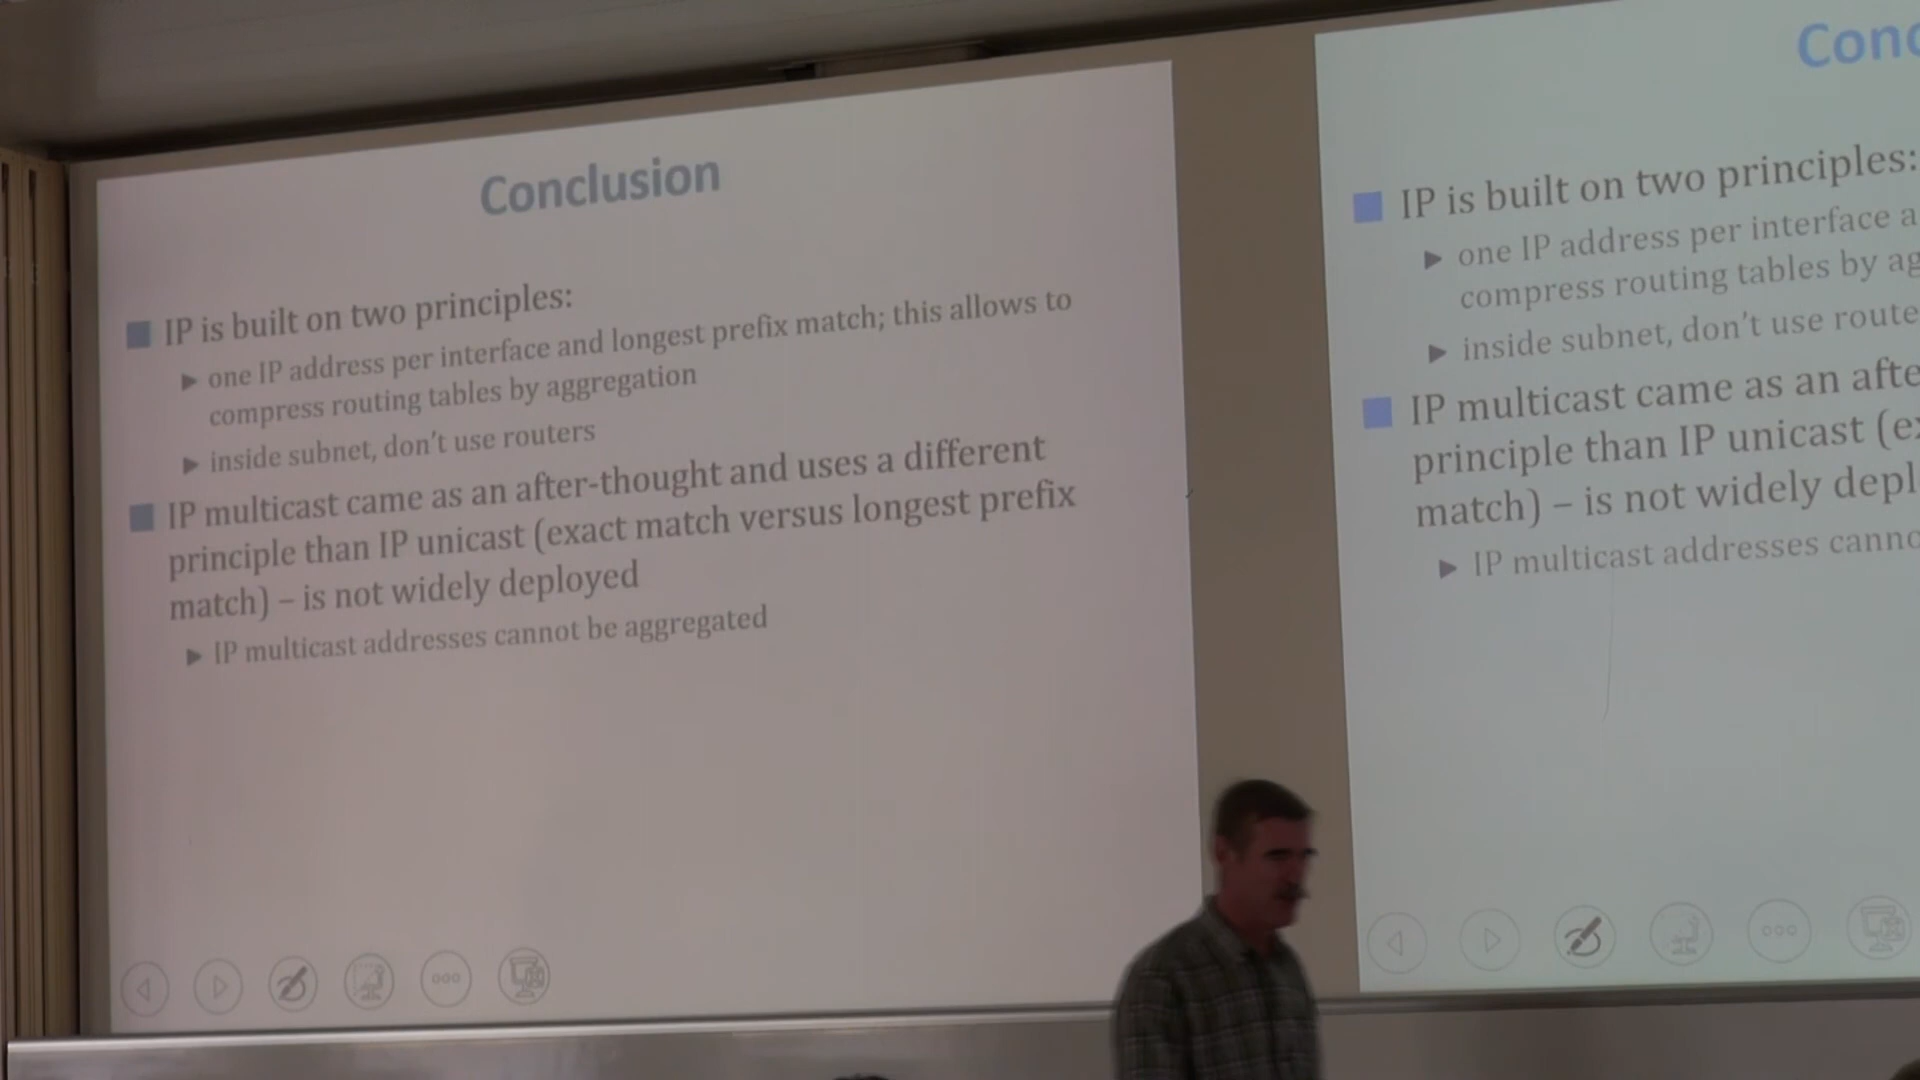 Conclusion
IP is built on two principles:
one IP address per interface and longest prefix match; this allows to
compress routing tables by aggregation
inside subnet, don't use routers
IP multicast came as an after-thought and uses a different
principle than IP unicast (exact match versus longest prefix
match) – is not widely deployed
IP multicast addresses cannot be aggregated
Conc
IP is built on two principles:
one IP address per interface a
compress routing tables by ag
inside subnet, don't use route
IP multicast came as an afte
principle than IP unicast (ex
match) – is not widely depl
IP multicast addresses canno